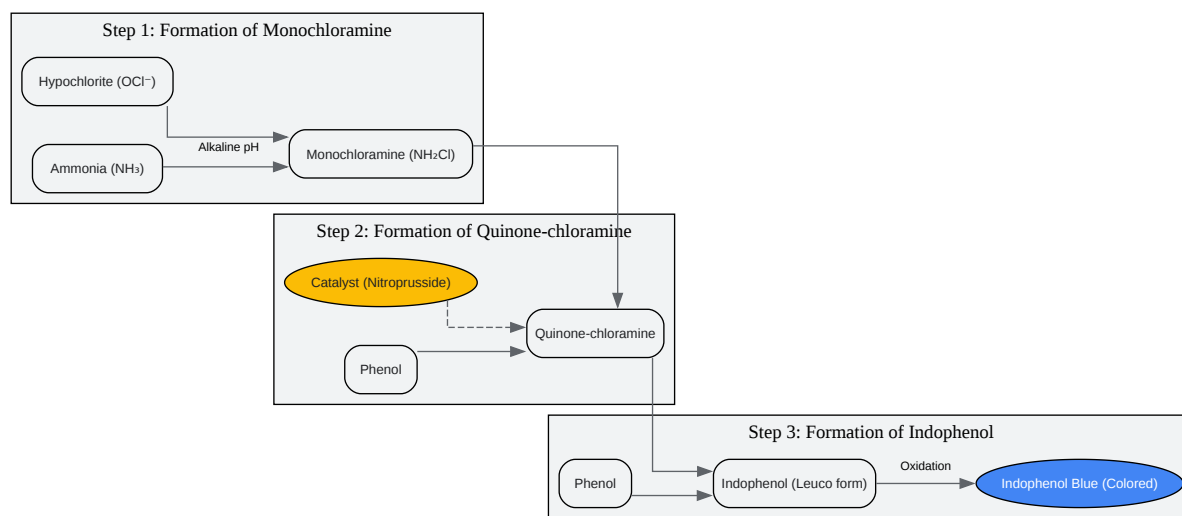 Step 1: Formation of Monochloramine
Hypochlorite (OCl⁻)
Alkaline pH
Ammonia (NH₃)
Monochloramine (NH₂Cl)
Step 2: Formation of Quinone-chloramine
Catalyst (Nitroprusside)
Quinone-chloramine
Phenol
Step 3: Formation of Indophenol
Phenol
Indophenol (Leuco form)
Oxidation
Indophenol Blue (Colored)